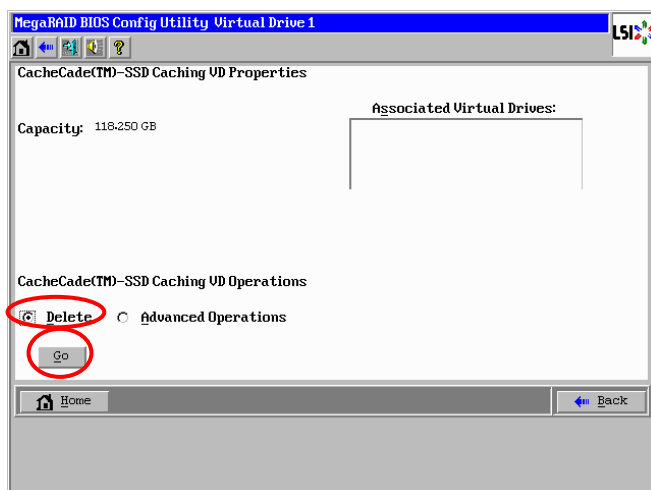 MegaRAID BIOS Config Utility Virtual Drive 1
LSI
?
CacheCade(TM)-SSD Caching VD Properties
Associated Virtual Drives:
Capacity: 118.250 GB
CacheCade(TM)-SSD Caching VD Operations
Delete Advanced Operations
Go
Home Back